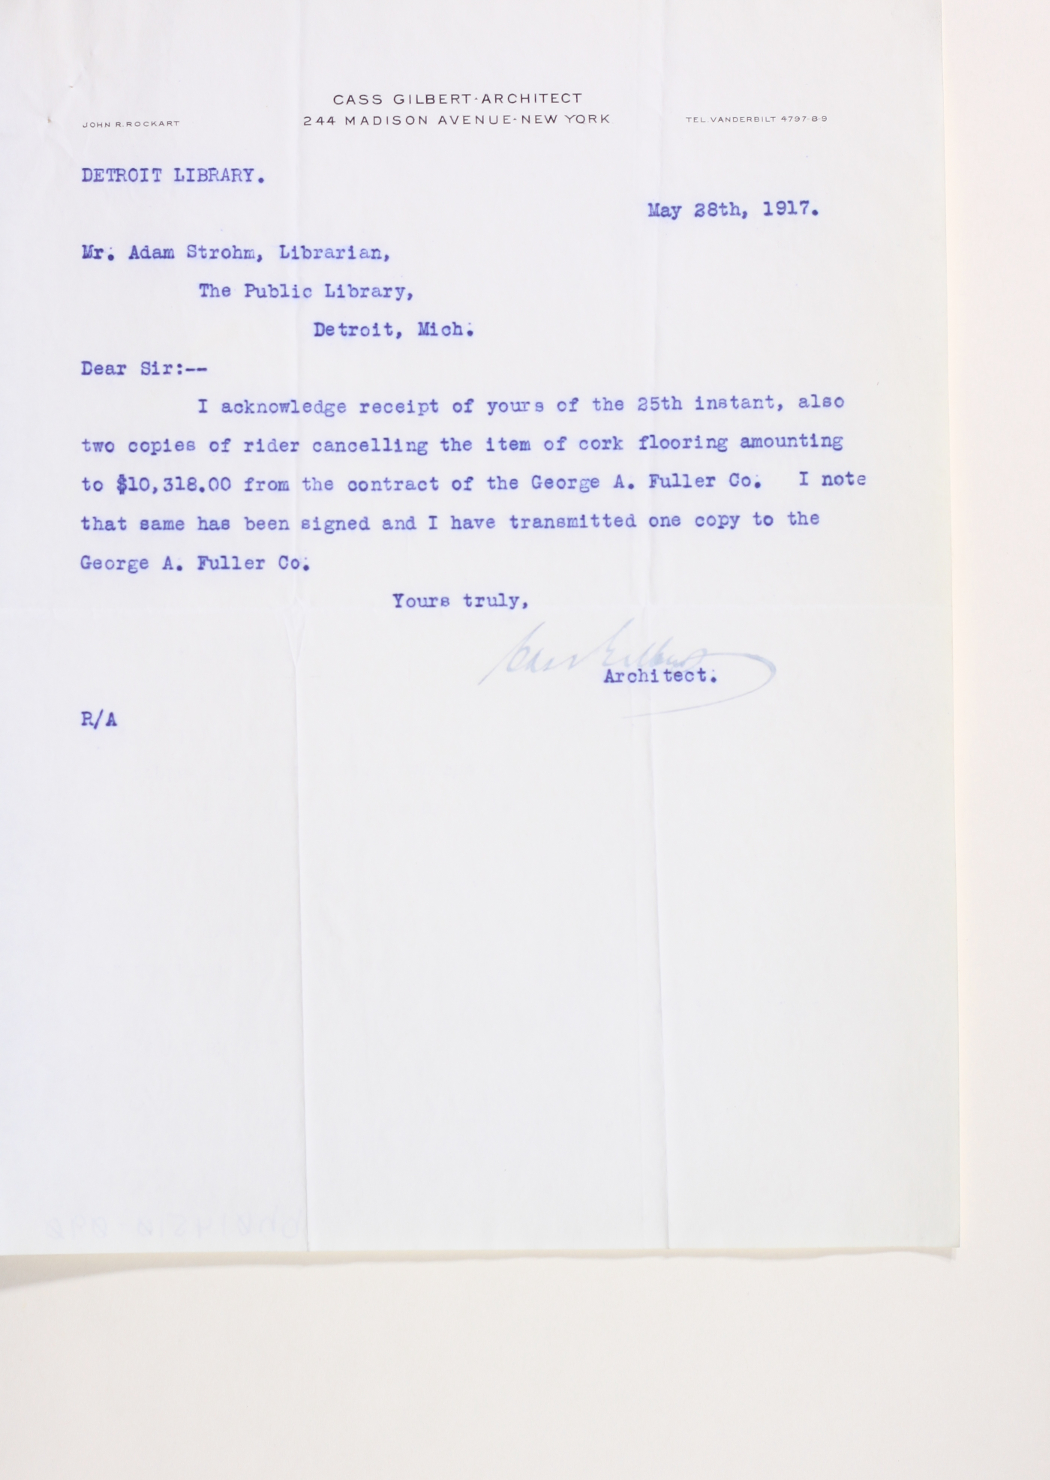 CASS GILBERT·ARCHITECT
244 MADISON AVENUE·NEW YORK
JOHN R. ROCKART
TEL. VANDERBILT 4797·8·9
DETROIT LIBRARY.
May 28th, 1917.
Mr. Adam Strohm, Librarian,
The Public Library,
Detroit, Mich.
Dear Sir:--
I acknowledge receipt of yours of the 25th instant, also
two copies of rider cancelling the item of cork flooring amounting
to $10,318.00 from the contract of the George A. Fuller Co. I note
that same has been signed and I have transmitted one copy to the
George A. Fuller Co.
Yours truly,
Cass Gilbert
Architect.
R/A